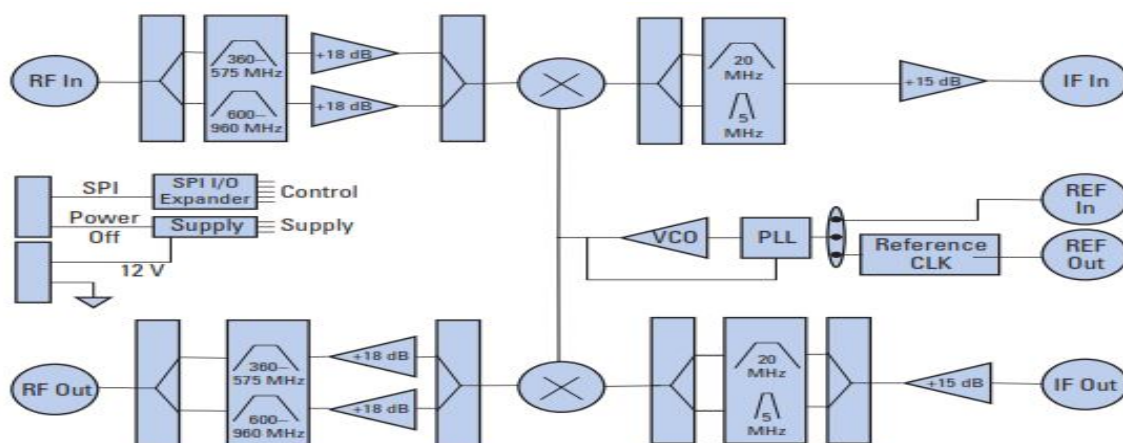 RF In
360–
575 MHz
600–
960 MHz
+18 dB
+18 dB
20
MHz
5
MHz
+15 dB
IF In
SPI
Power
Off
12 V
SPI I/O
Expander
Supply
Control
Supply
VCO
PLL
Reference
CLK
REF
In
REF
Out
RF Out
360–
575 MHz
600–
960 MHz
+18 dB
+18 dB
20
MHz
5
MHz
+15 dB
IF Out